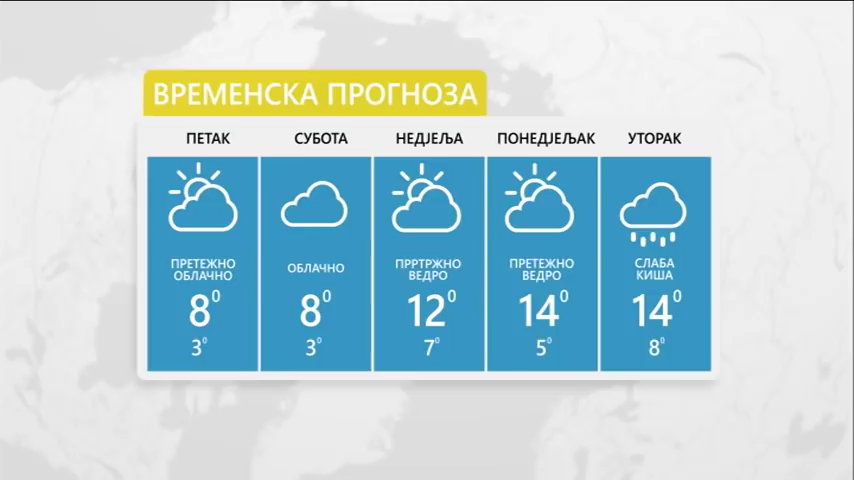 ВРЕМЕНСКА ПРОГНОЗА
ПЕТАК СУБОТА НЕДЈЕЉА ПОНЕДЈЕЉАК УТОРАК
ПРЕТЕЖНО
ОБЛАЧНО
8⁰
3⁰
ОБЛАЧНО
8⁰
3⁰
ПРРТРЖНО
ВЕДРО
12⁰
7⁰
ПРЕТЕЖНО
ВЕДРО
14⁰
5⁰
СЛАБА
КИША
14⁰
8⁰